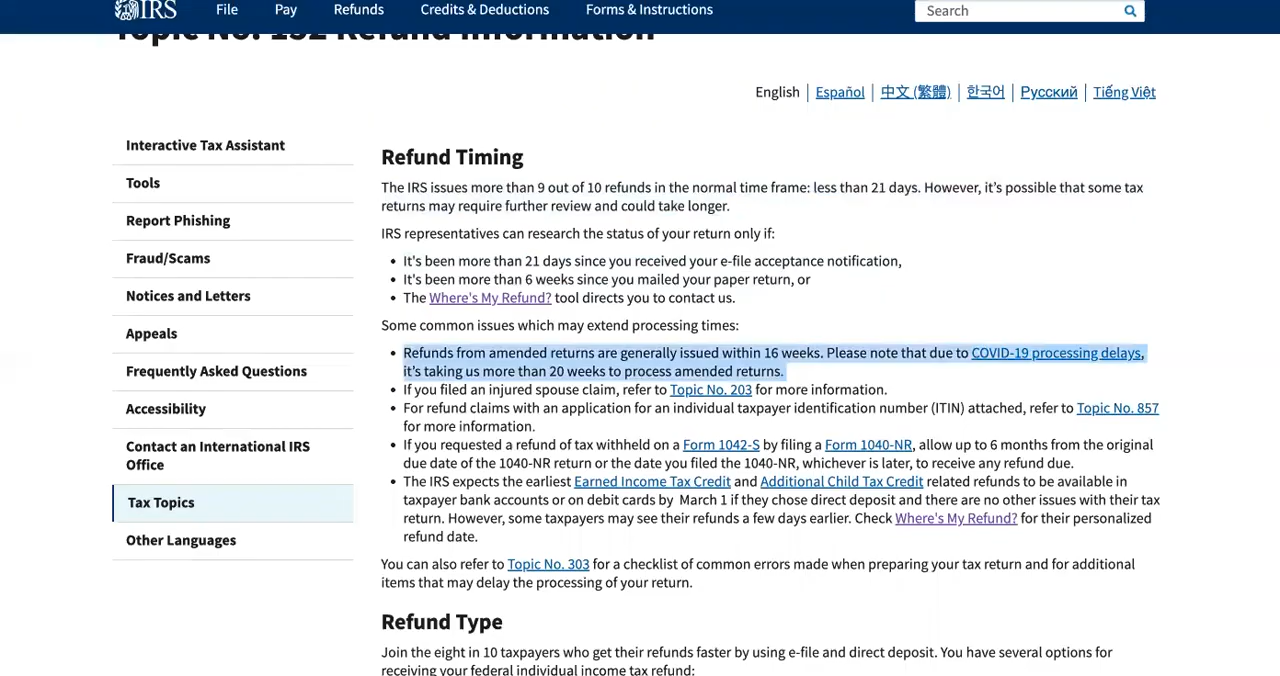 IRS
File
Pay
Refunds
Credits & Deductions
Forms & Instructions
Search
Topic No. 152 Refund Information
English
Español
中文 (繁體)
한국어
Русский
Tiếng Việt
Interactive Tax Assistant
Tools
Report Phishing
Fraud/Scams
Notices and Letters
Appeals
Frequently Asked Questions
Accessibility
Contact an International IRS
Office
Tax Topics
Other Languages
Refund Timing
The IRS issues more than 9 out of 10 refunds in the normal time frame: less than 21 days. However, it’s possible that some tax
returns may require further review and could take longer.
IRS representatives can research the status of your return only if:
• It's been more than 21 days since you received your e-file acceptance notification,
• It's been more than 6 weeks since you mailed your paper return, or
• The Where's My Refund? tool directs you to contact us.
Some common issues which may extend processing times:
• Refunds from amended returns are generally issued within 16 weeks. Please note that due to COVID-19 processing delays,
it’s taking us more than 20 weeks to process amended returns.
• If you filed an injured spouse claim, refer to Topic No. 203 for more information.
• For refund claims with an application for an individual taxpayer identification number (ITIN) attached, refer to Topic No. 857
for more information.
• If you requested a refund of tax withheld on a Form 1042-S by filing a Form 1040-NR, allow up to 6 months from the original
due date of the 1040-NR return or the date you filed the 1040-NR, whichever is later, to receive any refund due.
• The IRS expects the earliest Earned Income Tax Credit and Additional Child Tax Credit related refunds to be available in
taxpayer bank accounts or on debit cards by March 1 if they chose direct deposit and there are no other issues with their tax
return. However, some taxpayers may see their refunds a few days earlier. Check Where's My Refund? for their personalized
refund date.
You can also refer to Topic No. 303 for a checklist of common errors made when preparing your tax return and for additional
items that may delay the processing of your return.
Refund Type
Join the eight in 10 taxpayers who get their refunds faster by using e-file and direct deposit. You have several options for
receiving your federal individual income tax refund: